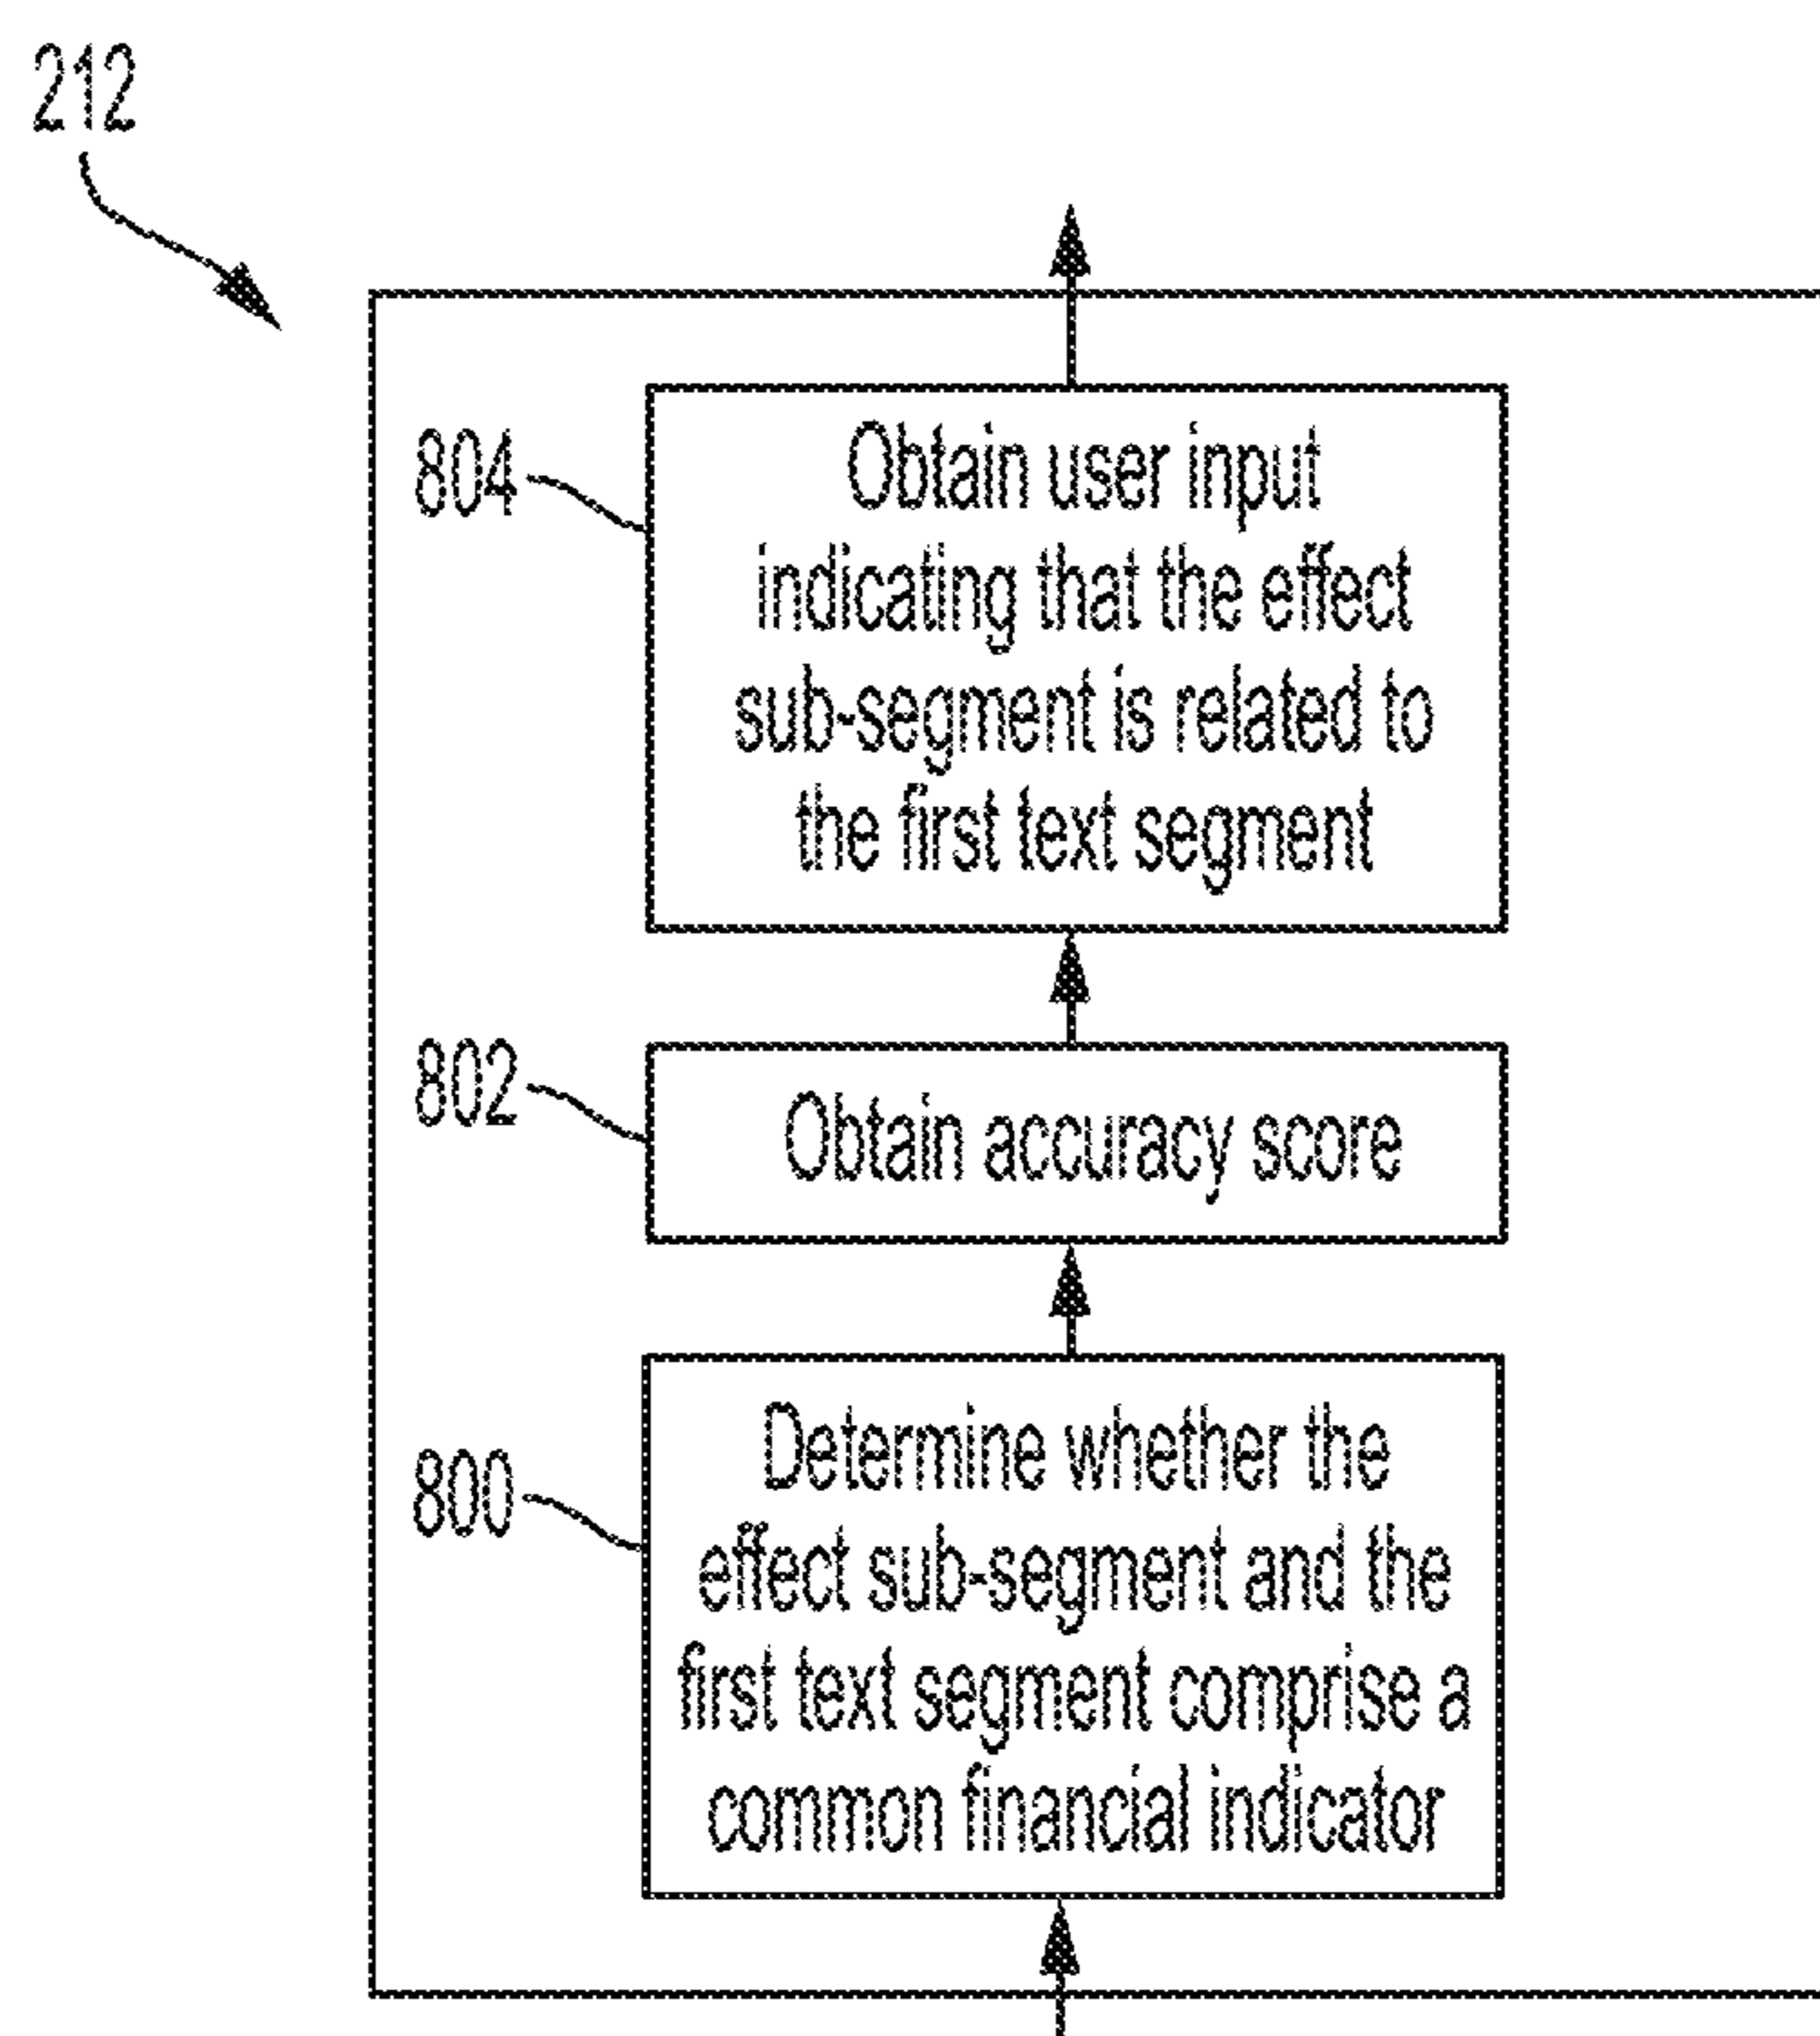 212
804
Obtain user input
indicating that the effect
sub-segment is related to
the first text segment
802
Obtain accuracy score
800
Determine whether the
effect sub-segment and the
first text segment comprise a
common financial indicator